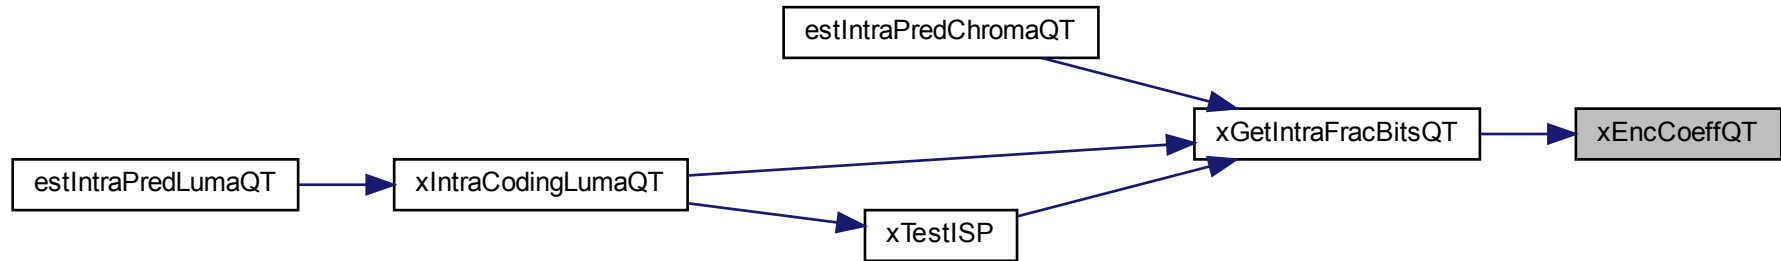 estIntraPredChromaQT
xGetIntraFracBitsQT
xEncCoeffQT
estIntraPredLumaQT
xIntraCodingLumaQT
xTestISP